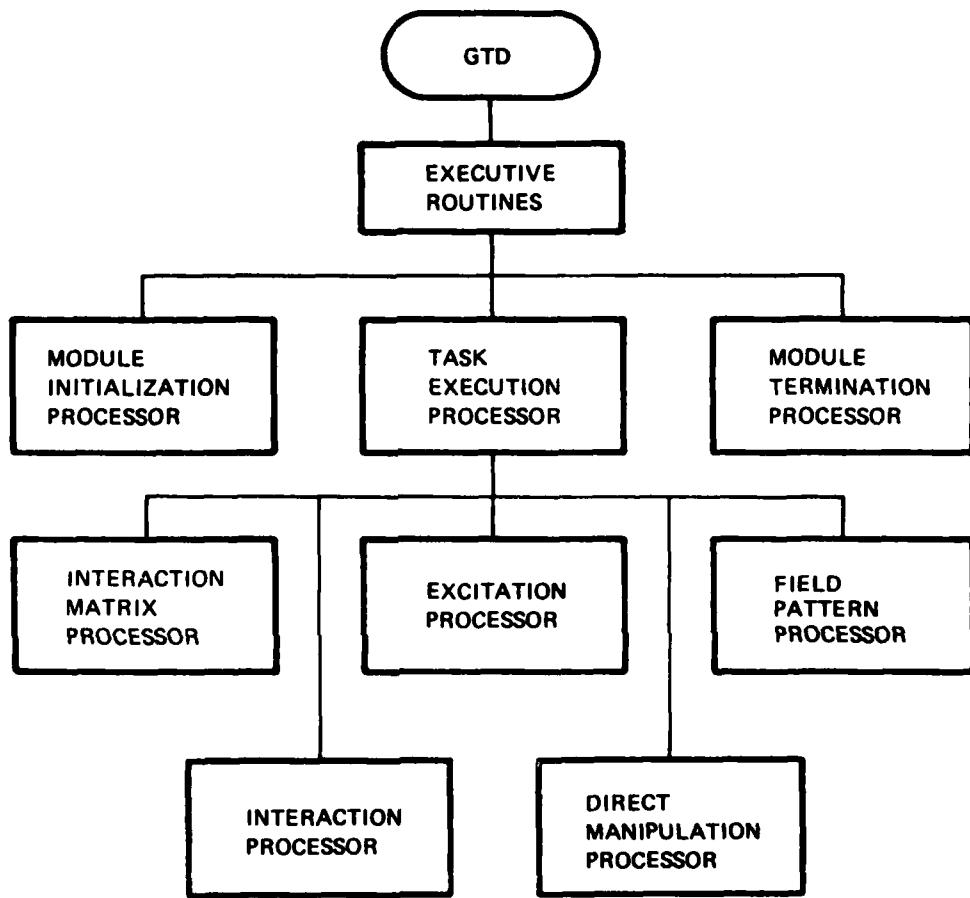 GTD
EXECUTIVE
ROUTINES
MODULE
INITIALIZATION
PROCESSOR
TASK
EXECUTION
PROCESSOR
MODULE
TERMINATION
PROCESSOR
INTERACTION
MATRIX
PROCESSOR
EXCITATION
PROCESSOR
FIELD
PATTERN
PROCESSOR
INTERACTION
PROCESSOR
DIRECT
MANIPULATION
PROCESSOR